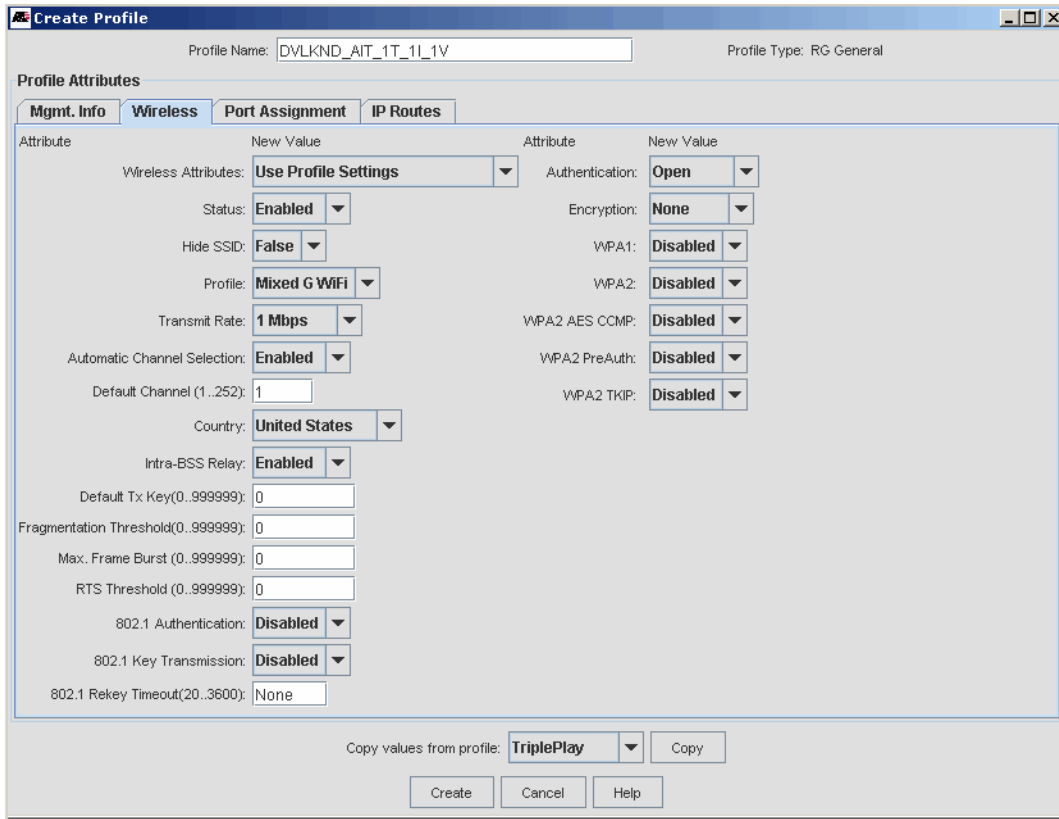 Create Profile
Profile Name: DVLKND_AIT_1T_1I_1V Profile Type: RG General
Profile Attributes
Mgmt. Info Wireless Port Assignment IP Routes
Attribute New Value Attribute New Value
Wireless Attributes: Use Profile Settings Authentication: Open
Status: Enabled Encryption: None
Hide SSID: False WPA1: Disabled
Profile: Mixed G WiFi WPA2: Disabled
Transmit Rate: 1 Mbps WPA2 AES CCMP: Disabled
Automatic Channel Selection: Enabled WPA2 PreAuth: Disabled
Default Channel (1..252): 1 WPA2 TKIP: Disabled
Country: United States
Intra-BSS Relay: Enabled
Default Tx Key(0..999999): 0
Fragmentation Threshold(0..999999): 0
Max. Frame Burst (0..999999): 0
RTS Threshold (0..999999): 0
802.1 Authentication: Disabled
802.1 Key Transmission: Disabled
802.1 Rekey Timeout(20..3600): None
Copy values from profile: TriplePlay Copy
Create Cancel Help